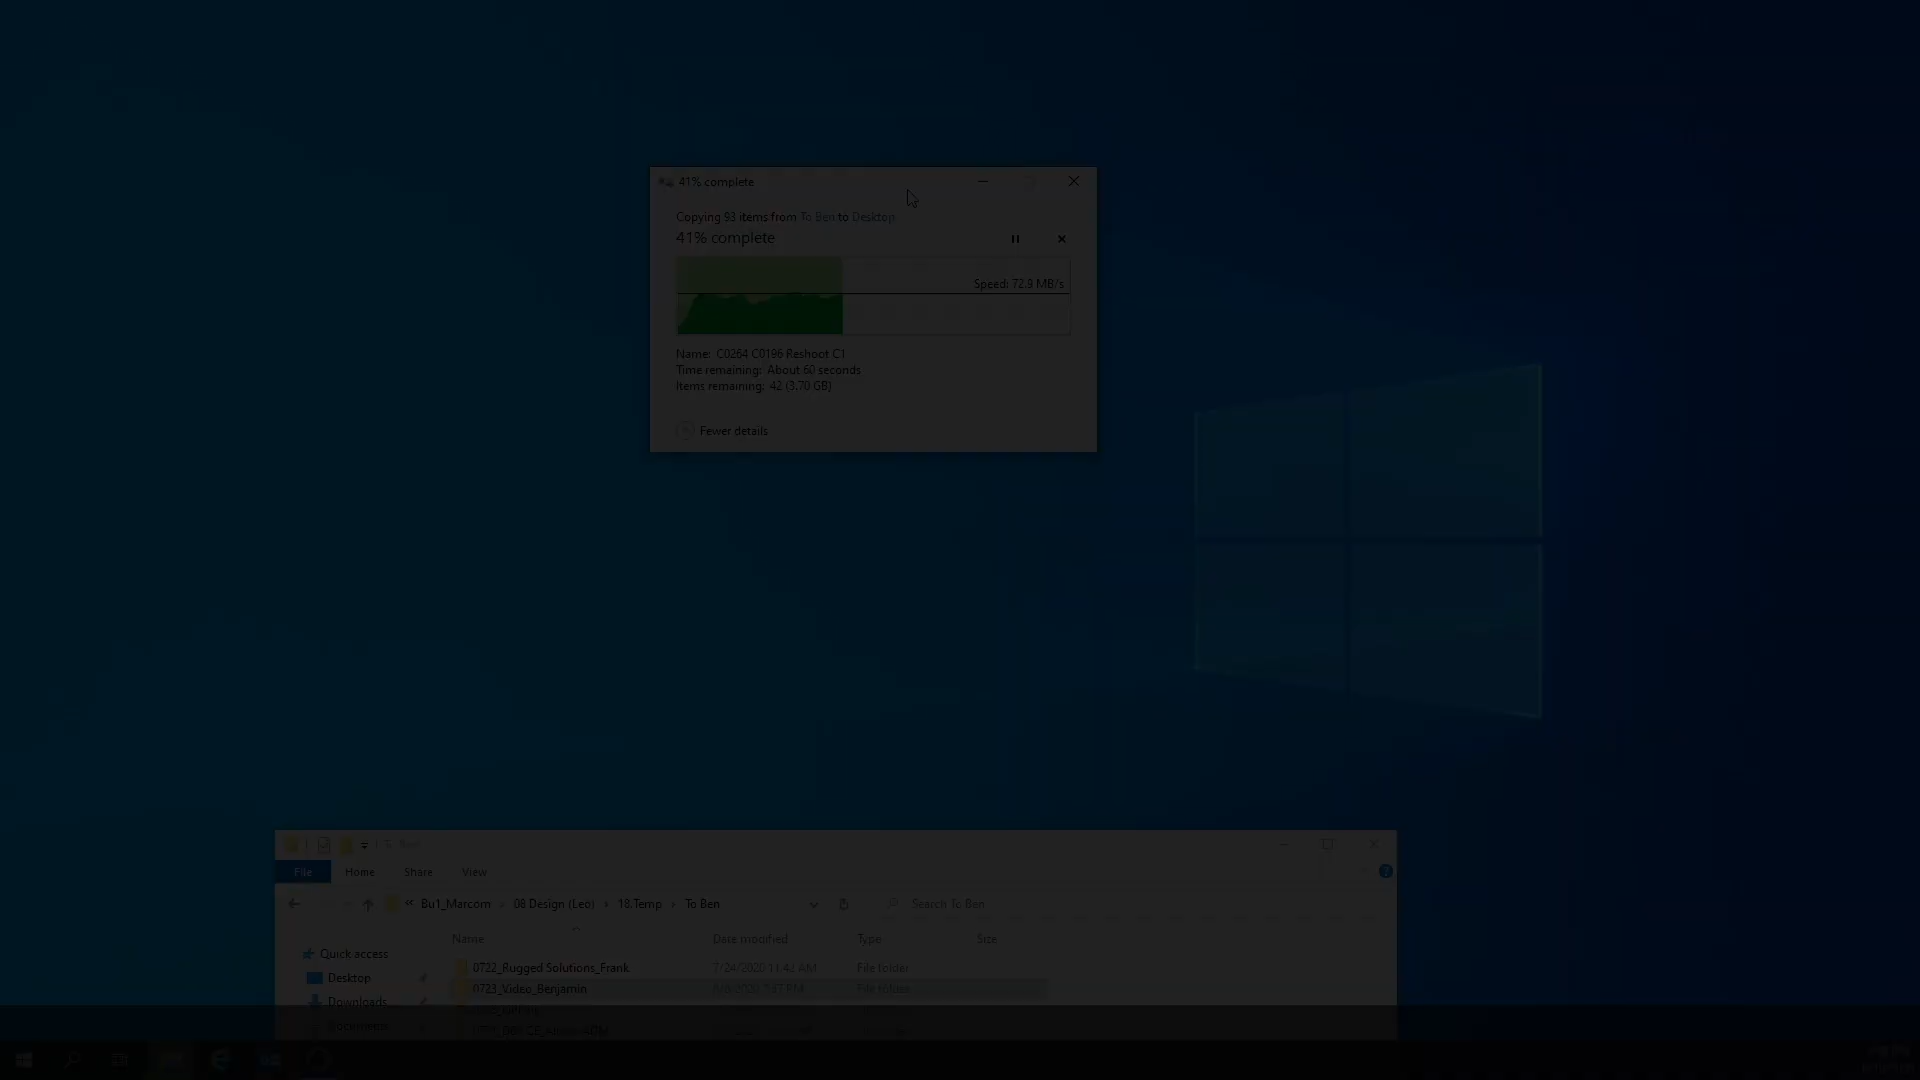 41% complete
Copying 93 items from To Ben to Desktop
41% complete
Speed: 72.9 MB/s
Name: C0264 C0196 Reshoot C1
Time remaining: About 60 seconds
Items remaining: 42 (3.70 GB)
Fewer details
File Home Share View
Bu1_Marcom 08 Design (Leo) 18.Temp To Ben
Search To Ben
Name Date modified Type Size
Quick access
Desktop
Downloads
Documents
0722_Rugged Solutions_Frank 7/24/2020 11:42 AM File folder
0723_Video_Benjamin File folder